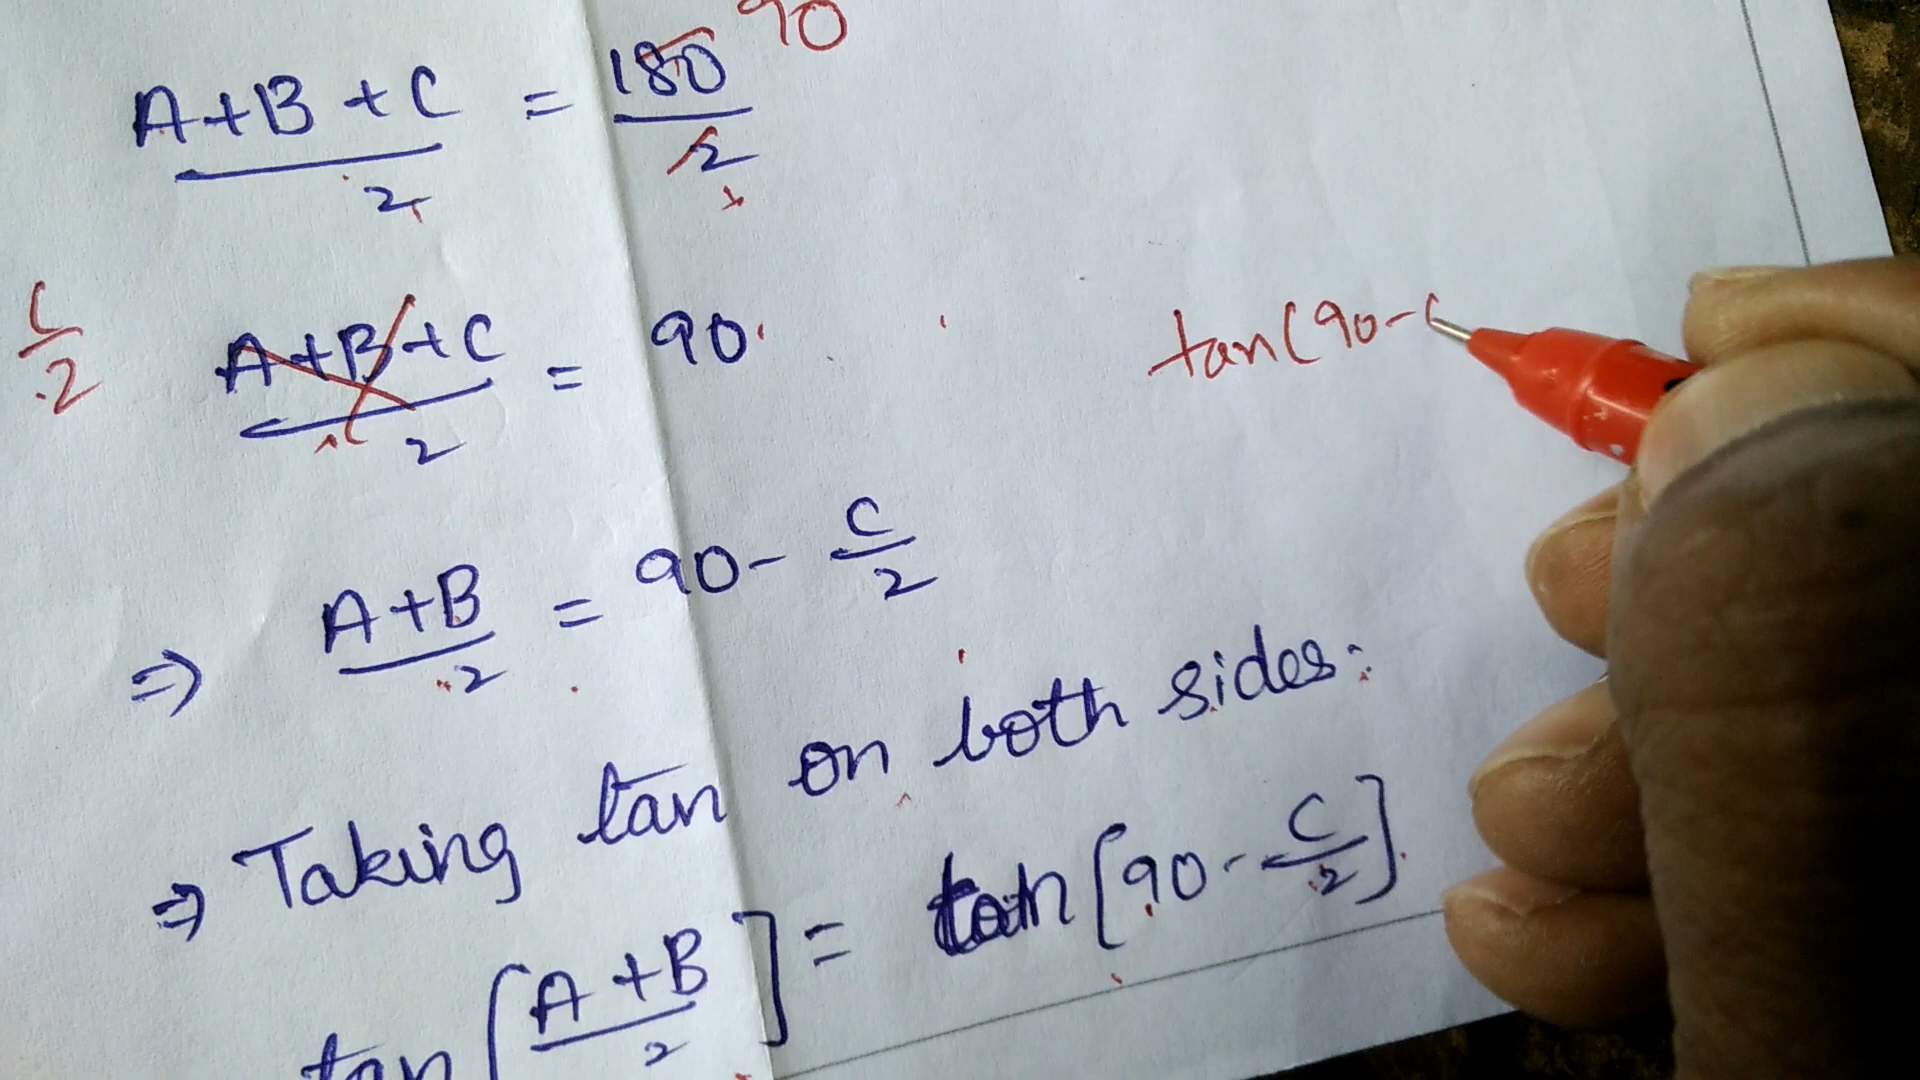 90
A+B+C/2 = 180/2
C/2
A+B+C/2 = 90
tan(90-
⇒ A+B/2 = 90 - C/2
⇒ Taking tan on both sides:
tan[A+B/2] = tan[90 - C/2]